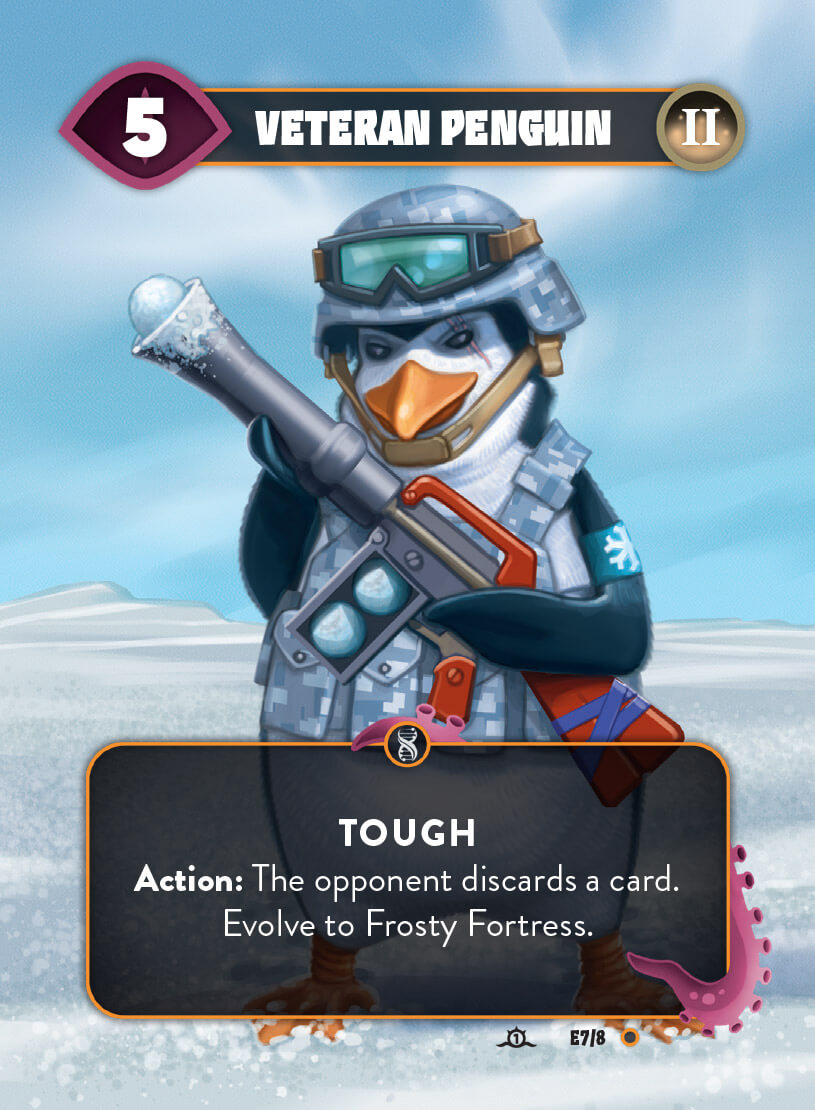 5 VETERAN PENGUIN II
TOUGH
Action: The opponent discards a card.
Evolve to Frosty Fortress.
1 E7/8